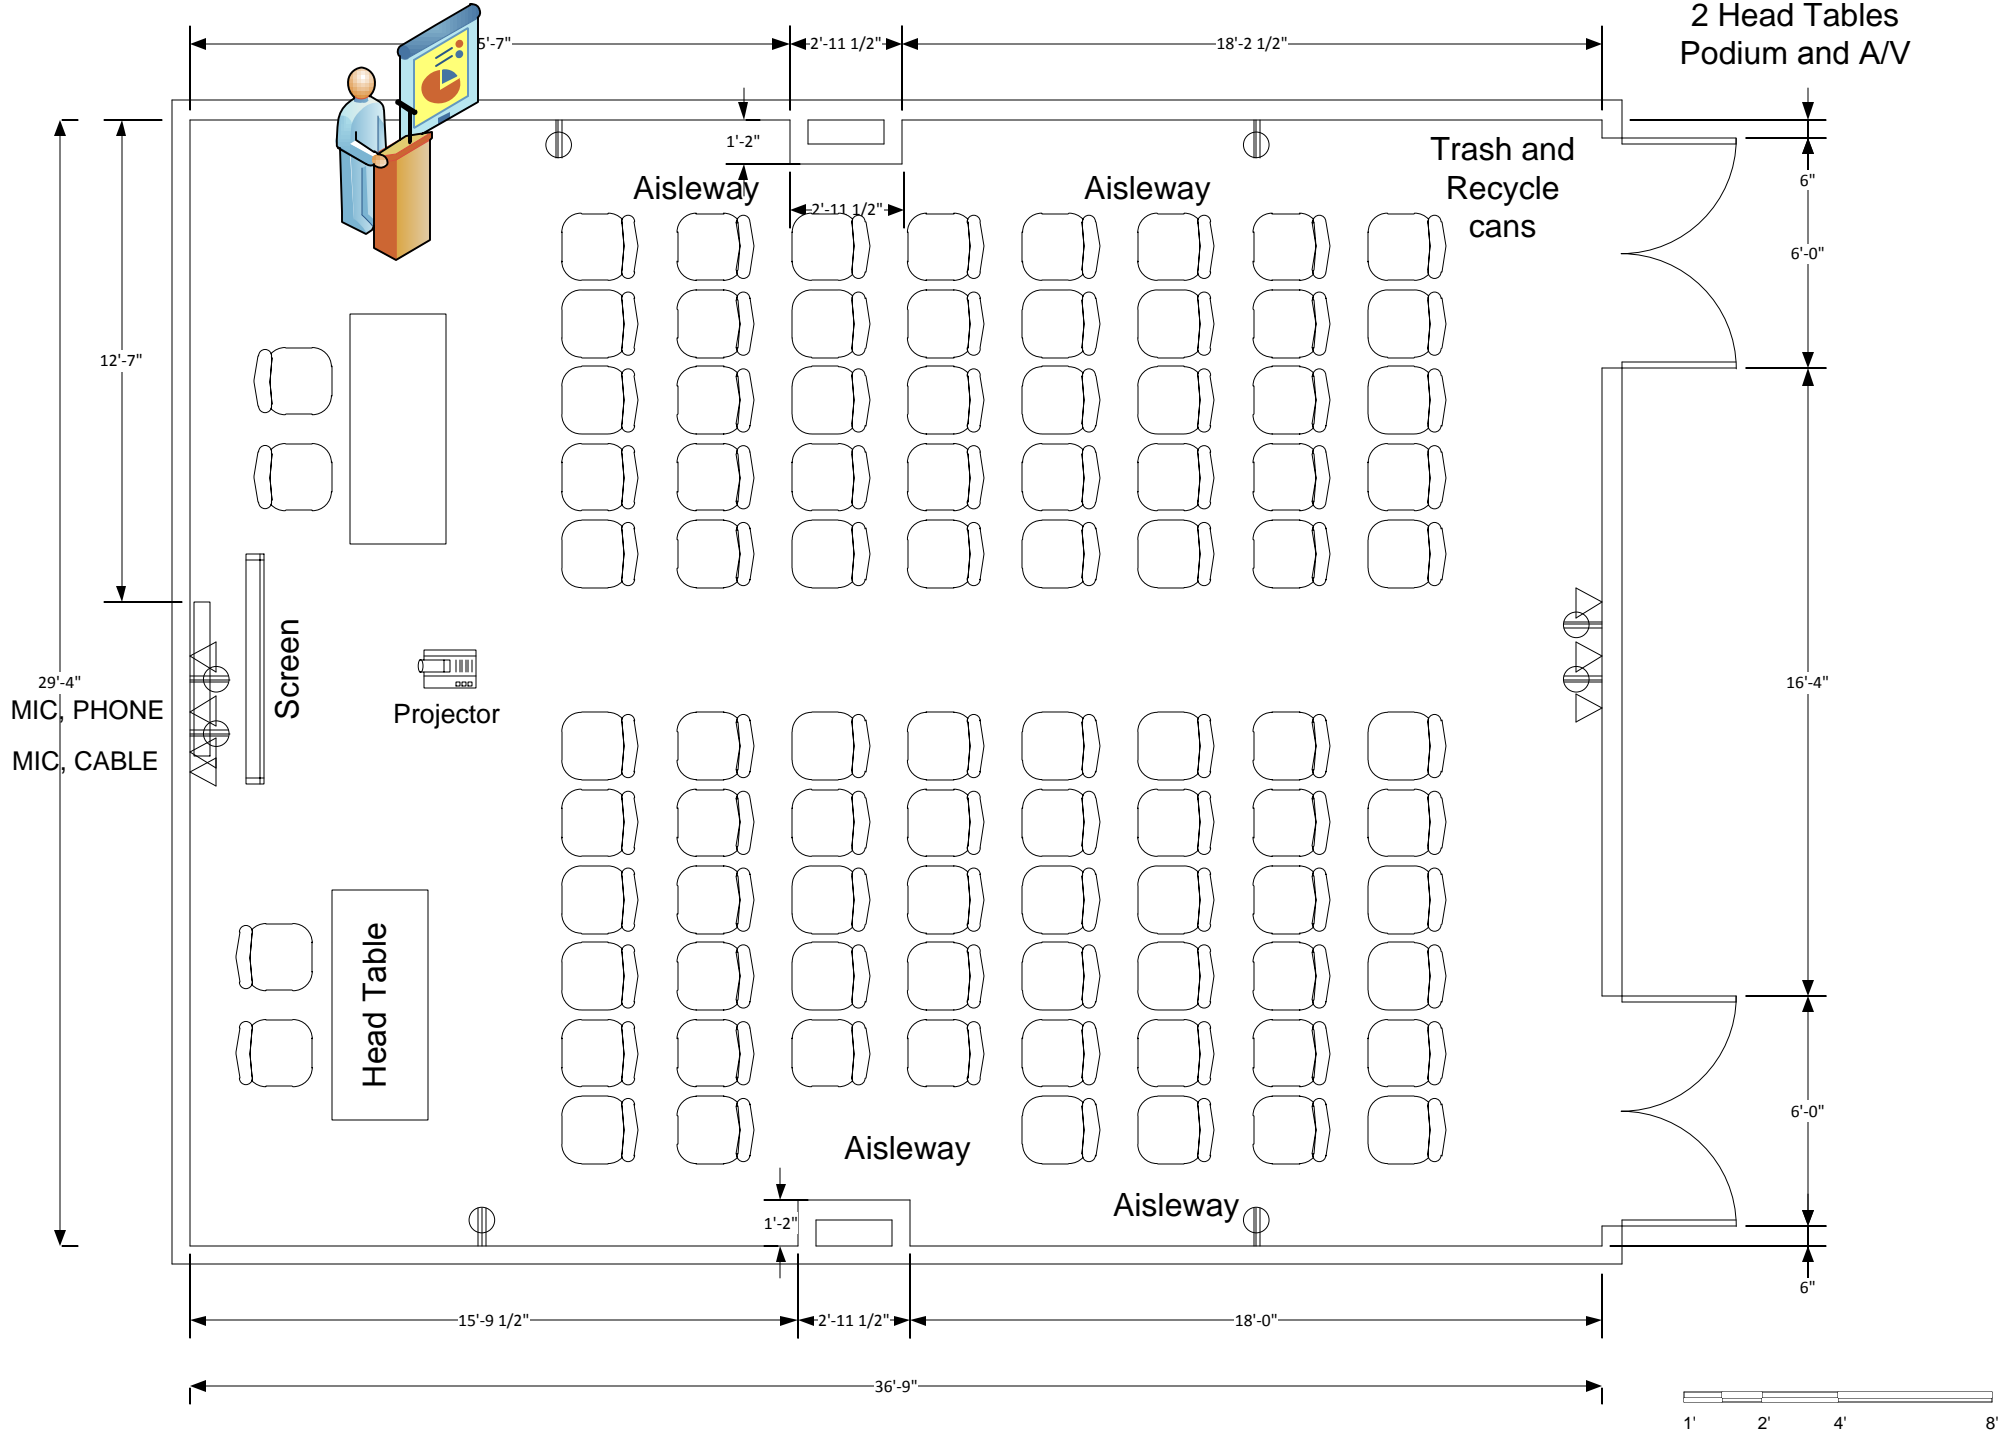 2 Head Tables
Podium and A/V
5'-7"
2'-11 1/2"
18'-2 1/2"
1'-2"
Trash and
Recycle
cans
6"
Aisleway
Aisleway
2'-11 1/2"
6'-0"
12'-7"
Screen
29'-4"
16'-4"
MIC, PHONE
Projector
MIC, CABLE
Head Table
6'-0"
Aisleway
Aisleway
1'-2"
6"
15'-9 1/2"
2'-11 1/2"
18'-0"
36'-9"
1' 2' 4' 8'